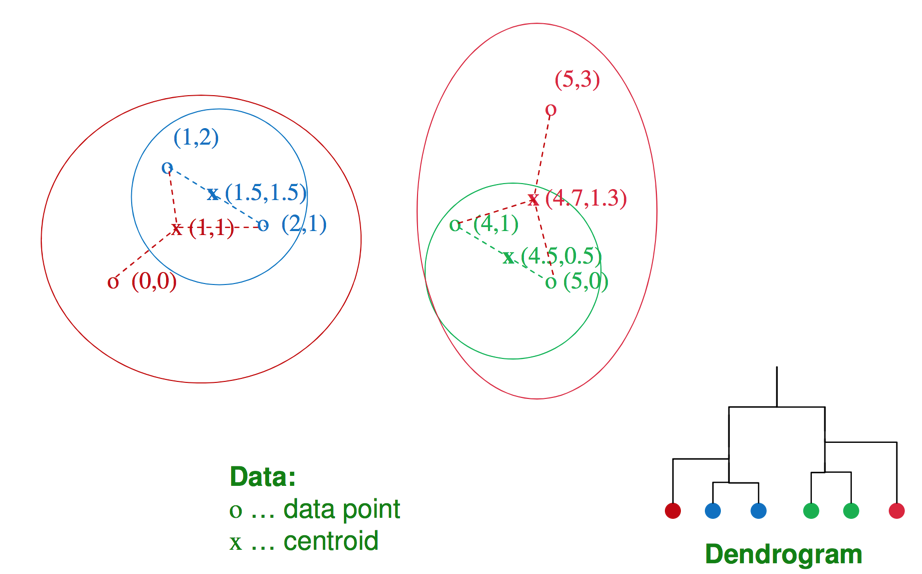 (5,3)
o
(1,2)
o
x (1.5,1.5)
x (4.7,1.3)
x (1,1)
o (2,1)
o (4,1)
x (4.5,0.5)
o (0,0)
o (5,0)
Data:
o ... data point
x ... centroid
Dendrogram